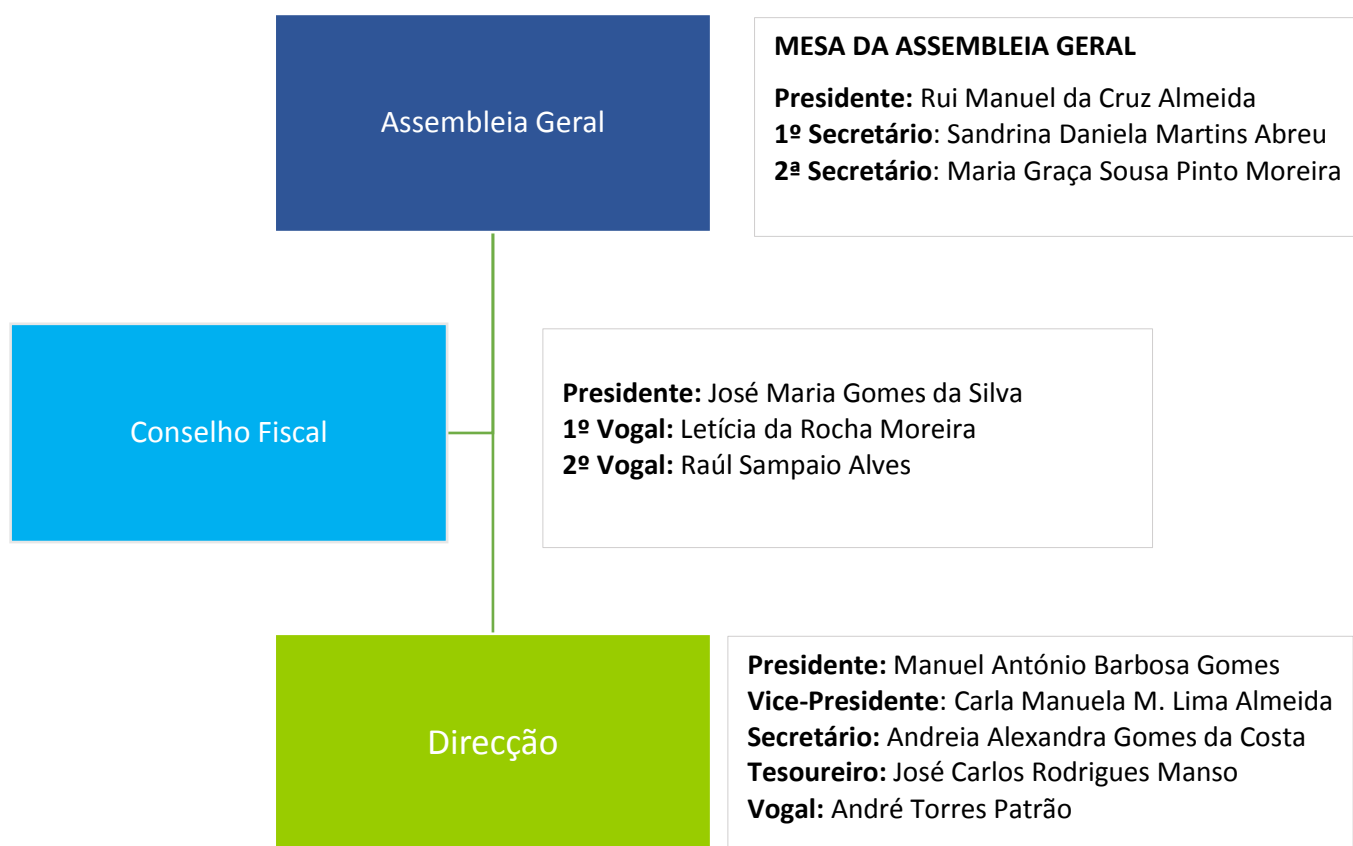 Assembleia Geral
MESA DA ASSEMBLEIA GERAL
Presidente: Rui Manuel da Cruz Almeida
1º Secretário: Sandrina Daniela Martins Abreu
2ª Secretário: Maria Graça Sousa Pinto Moreira
Conselho Fiscal
Presidente: José Maria Gomes da Silva
1º Vogal: Letícia da Rocha Moreira
2º Vogal: Raúl Sampaio Alves
Direcção
Presidente: Manuel António Barbosa Gomes
Vice-Presidente: Carla Manuela M. Lima Almeida
Secretário: Andreia Alexandra Gomes da Costa
Tesoureiro: José Carlos Rodrigues Manso
Vogal: André Torres Patrão